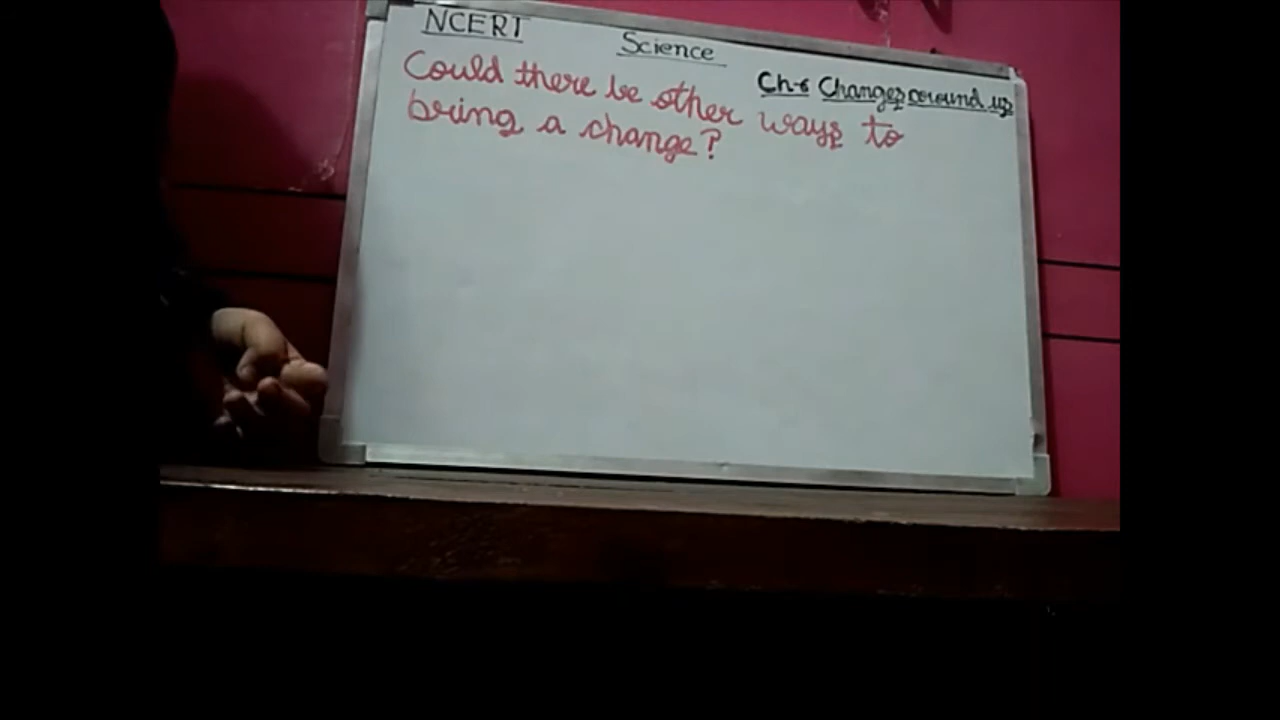 NCERT
Science
Ch-6 Changes around us
Could there be other ways to
bring a change?